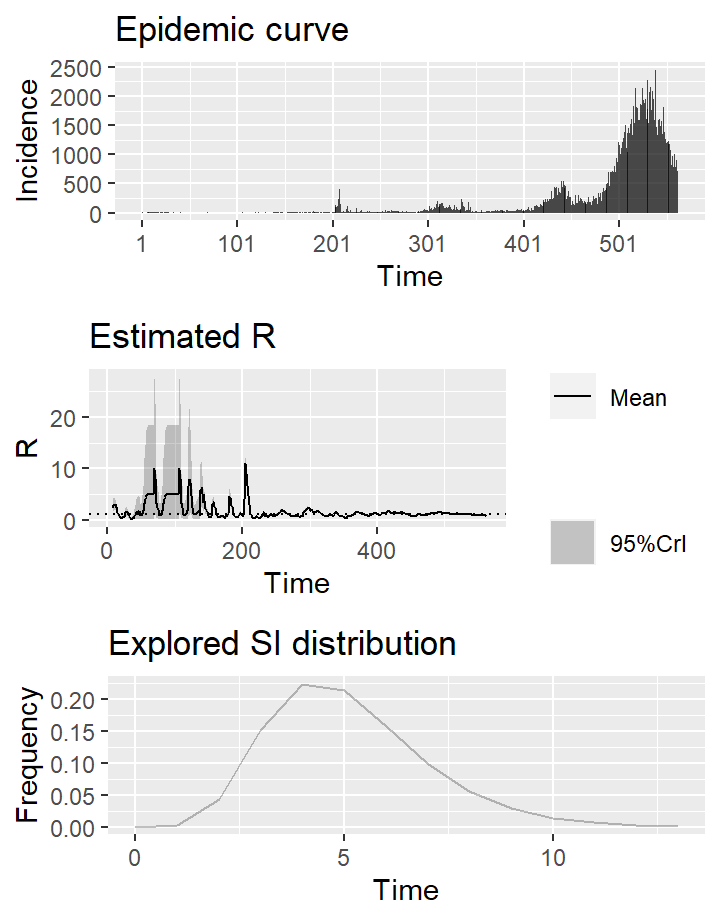 Epidemic curve
2500
2000
1500
1000
500
0
Incidence
1 101 201 301 401 501
Time
Estimated R
20
10
0
R
0 200 400
Time
Mean
95%CrI
Explored SI distribution
0.20
0.15
0.10
0.05
0.00
Frequency
0 5 10
Time